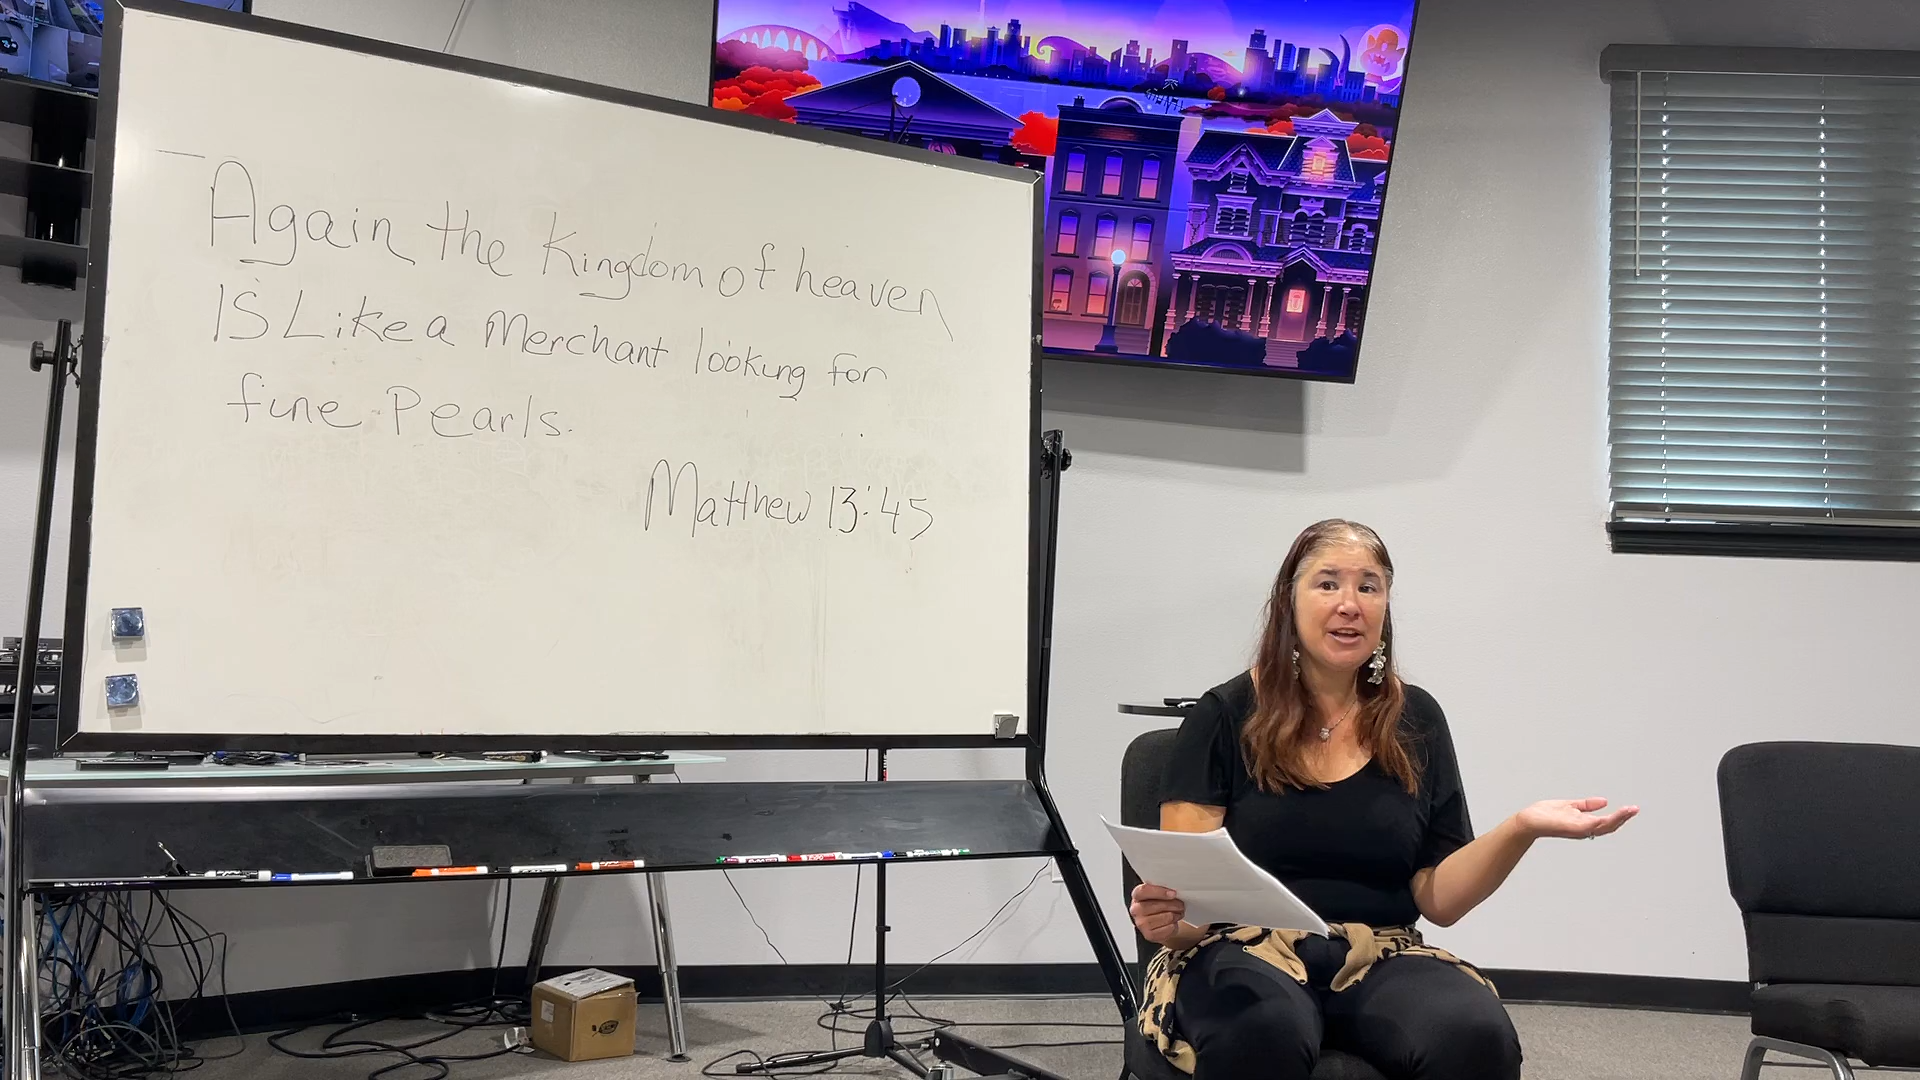 Again the Kingdom of heaven
Is Like a Merchant looking for
fine Pearls.
Matthew 13:45